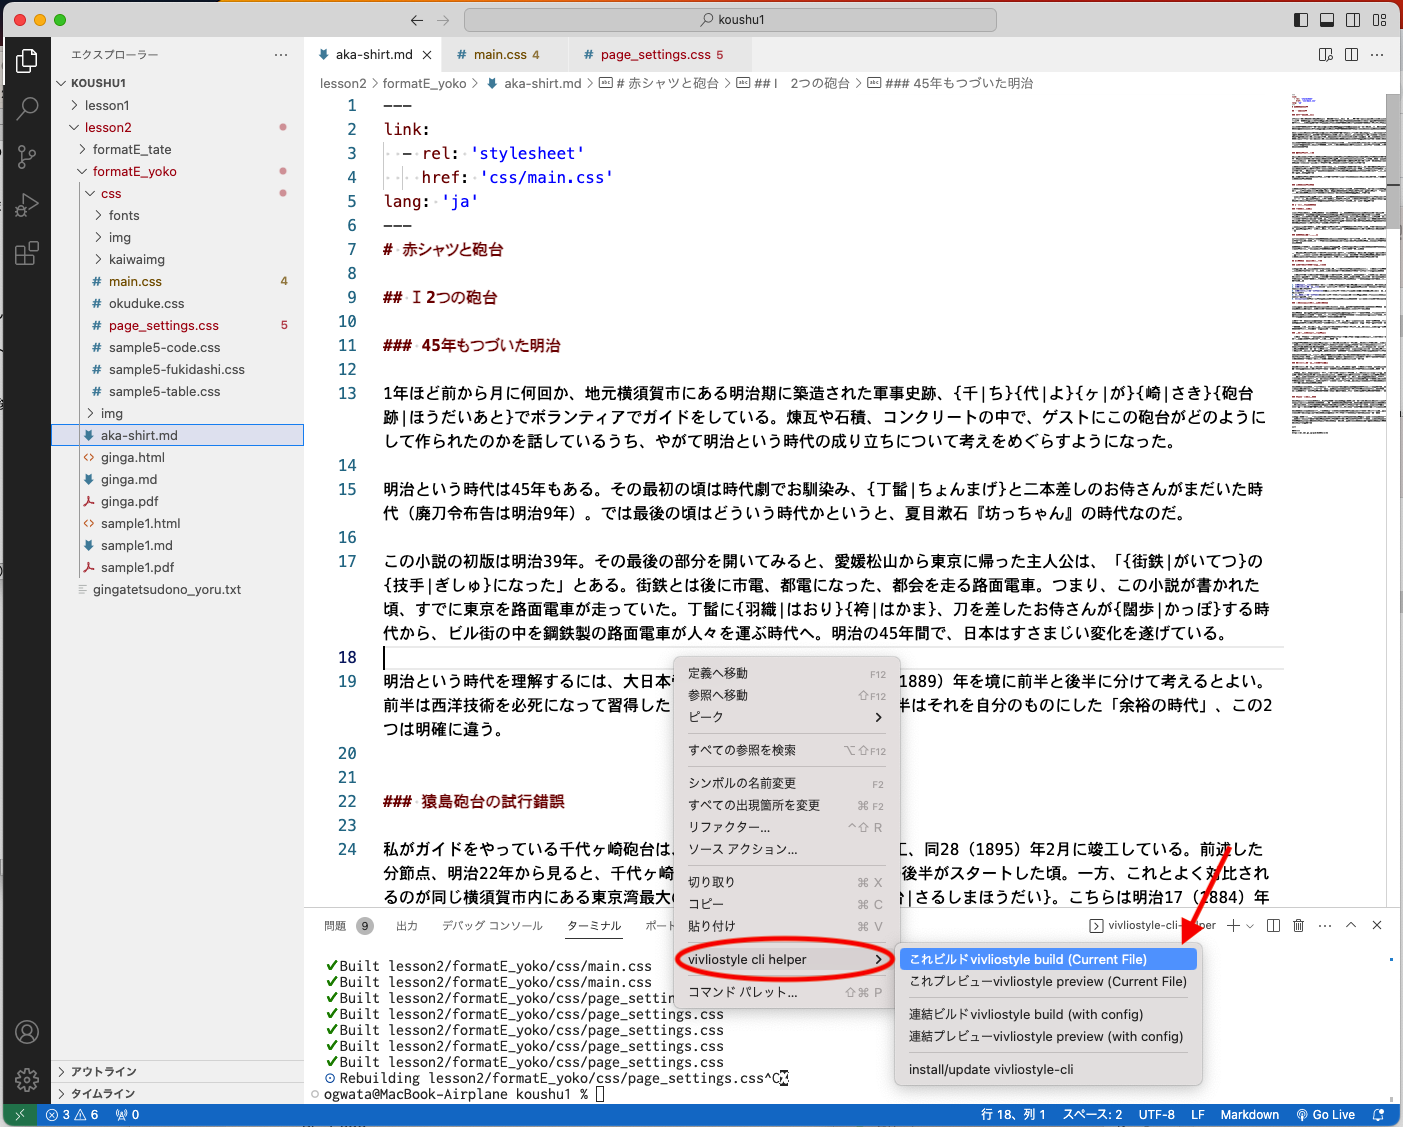 koushu1
エクスプローラー
KOUSHU1
lesson1
lesson2
formatE_tate
formatE_yoko
css
fonts
img
kaiwaimg
main.css 4
okuduke.css
page_settings.css 5
sample5-code.css
sample5-fukidashi.css
sample5-table.css
img
aka-shirt.md
ginga.html
ginga.md
ginga.pdf
sample1.html
sample1.md
sample1.pdf
gingatetsudono_yoru.txt
アウトライン
タイムライン
aka-shirt.md
main.css 4
page_settings.css 5
lesson2 > formatE_yoko > aka-shirt.md > # 赤シャツと砲台 > ## Ⅰ 2つの砲台 > ### 45年もつづいた明治
1 ---
2 link:
3 - rel: 'stylesheet'
4 href: 'css/main.css'
5 lang: 'ja'
6 ---
7 # 赤シャツと砲台
8
9 ## Ⅰ 2つの砲台
10
11 ### 45年もつづいた明治
12
13 1年ほど前から月に何回か、地元横須賀市にある明治期に築造された軍事史跡、{千|ち}{代|よ}{ヶ|が}{崎|さき}{砲台
跡|ほうだいあと}でボランティアでガイドをしている。煉瓦や石積、コンクリートの中で、ゲストにこの砲台がどのように
して作られたのかを話しているうち、やがて明治という時代の成り立ちについて考えをめぐらすようになった。
14
15 明治という時代は45年もある。その最初の頃は時代劇でお馴染み、{丁髷|ちょんまげ}と二本差しのお侍さんがまだいた時
代（廃刀令布告は明治9年）。では最後の頃はどういう時代かというと、夏目漱石『坊っちゃん』の時代なのだ。
16
17 この小説の初版は明治39年。その最後の部分を開いてみると、愛媛松山から東京に帰った主人公は、「{街鉄|がいてつ}の
{技手|ぎしゅ}になった」とある。街鉄とは後に市電、都電になった、都会を走る路面電車。つまり、この小説が書かれた
頃、すでに東京を路面電車が走っていた。丁髷に{羽織|はおり}{袴|はかま}、刀を差したお侍さんが{闊歩|かっぽ}する時
代から、ビル街の中を鋼鉄製の路面電車が人々を運ぶ時代へ。明治の45年間で、日本はすさまじい変化を遂げている。
18
19 明治という時代を理解するには、大日本 1889）年を境に前半と後半に分けて考えるとよい。
前半は西洋技術を必死になって習得した 半はそれを自分のものにした「余裕の時代」、この2
つは明確に違う。
20
21
22 ### 猿島砲台の試行錯誤
23
24 私がガイドをやっている千代ヶ崎砲台は、 工、同28（1895）年2月に竣工している。前述した
分節点、明治22年から見ると、千代ヶ崎 後半がスタートした頃。一方、これとよく対比され
るのが同じ横須賀市内にある東京湾最大 台|さるしまほうだい}。こちらは明治17（1884）年
定義へ移動 F12
参照へ移動 ⇧F12
ピーク
すべての参照を検索 ⌥⇧F12
シンボルの名前変更 F2
すべての出現箇所を変更 ⌘F2
リファクター... ^⇧R
ソース アクション...
切り取り ⌘X
コピー ⌘C
貼り付け ⌘V
vivliostyle cli helper
コマンド パレット... ⇧⌘P
これビルドvivliostyle build (Current File)
これプレビューvivliostyle preview (Current File)
連結ビルドvivliostyle build (with config)
連結プレビューvivliostyle preview (with config)
install/update vivliostyle-cli
問題 9 出力 デバッグ コンソール ターミナル ポート
vivliostyle-cli-helper
✔Built lesson2/formatE_yoko/css/main.css
✔Built lesson2/formatE_yoko/css/main.css
✔Built lesson2/formatE_yoko/css/page_settin
✔Built lesson2/formatE_yoko/css/page_settings.css
✔Built lesson2/formatE_yoko/css/page_settings.css
✔Built lesson2/formatE_yoko/css/page_settings.css
✔Built lesson2/formatE_yoko/css/page_settings.css
Rebuilding lesson2/formatE_yoko/css/page_settings.css^C
ogwata@MacBook-Airplane koushu1 %
3 6 0
行 18、列 1 スペース: 2 UTF-8 LF Markdown Go Live